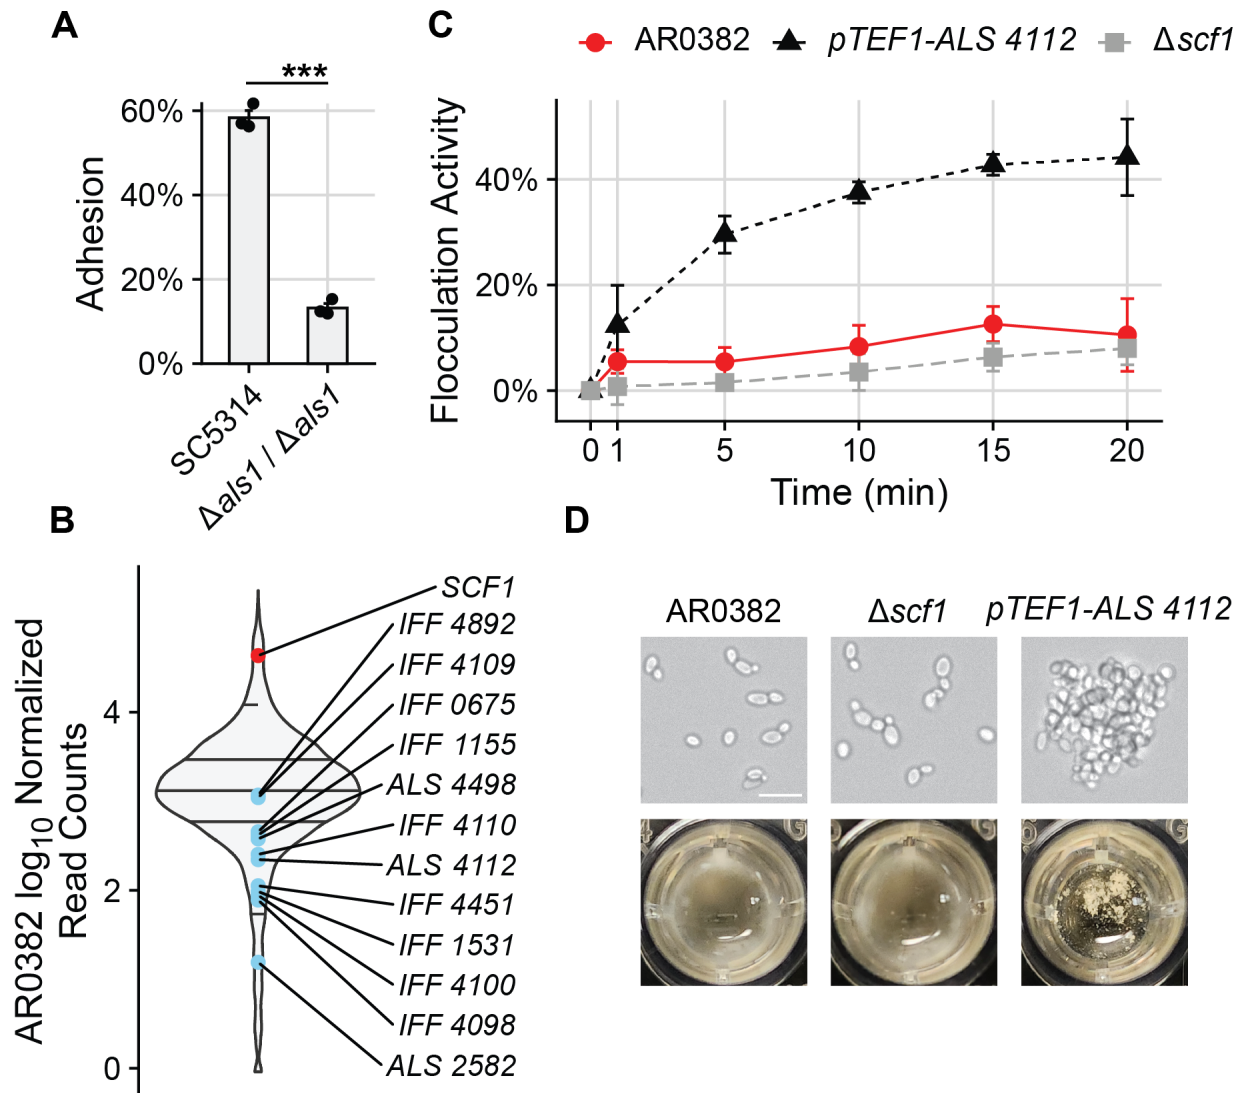 A
***
Adhesion
60%
40%
20%
0%
SC5314
Δals1 / Δals1
C
AR0382 pTEF1-ALS 4112 Δscf1
Flocculation Activity
40%
20%
0%
0 1 5 10 15 20
Time (min)
B
AR0382 log10 Normalized
Read Counts
4
2
0
SCF1
IFF 4892
IFF 4109
IFF 0675
IFF 1155
ALS 4498
IFF 4110
ALS 4112
IFF 4451
IFF 1531
IFF 4100
IFF 4098
ALS 2582
D
AR0382 Δscf1 pTEF1-ALS 4112